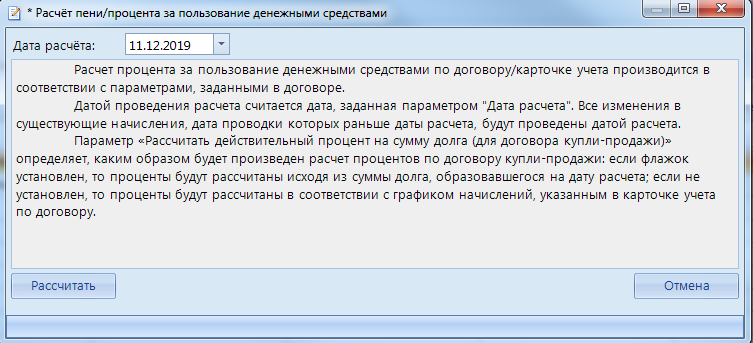 * Расчёт пени/процента за пользование денежными средствами
Дата расчёта: 11.12.2019
Расчет процента за пользование денежными средствами по договору/карточке учета производится в
соответствии с параметрами, заданными в договоре.
Датой проведения расчета считается дата, заданная параметром "Дата расчета". Все изменения в
существующие начисления, дата проводки которых раньше даты расчета, будут проведены датой расчета.
Параметр «Рассчитать действительный процент на сумму долга (для договора купли-продажи)»
определяет, каким образом будет произведен расчет процентов по договору купли-продажи: если флажок
установлен, то проценты будут рассчитаны исходя из суммы долга, образовавшегося на дату расчета; если не
установлен, то проценты будут рассчитаны в соответствии с графиком начислений, указанным в карточке учета
по договору.
Рассчитать Отмена